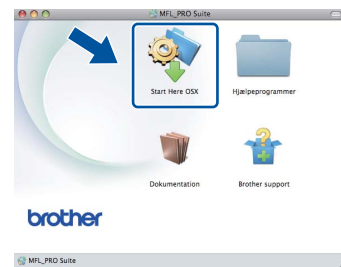 MFL_PRO Suite
Start Here OSX
Hjælpeprogrammer
Dokumentation
Brother support
brother
MFL_PRO Suite